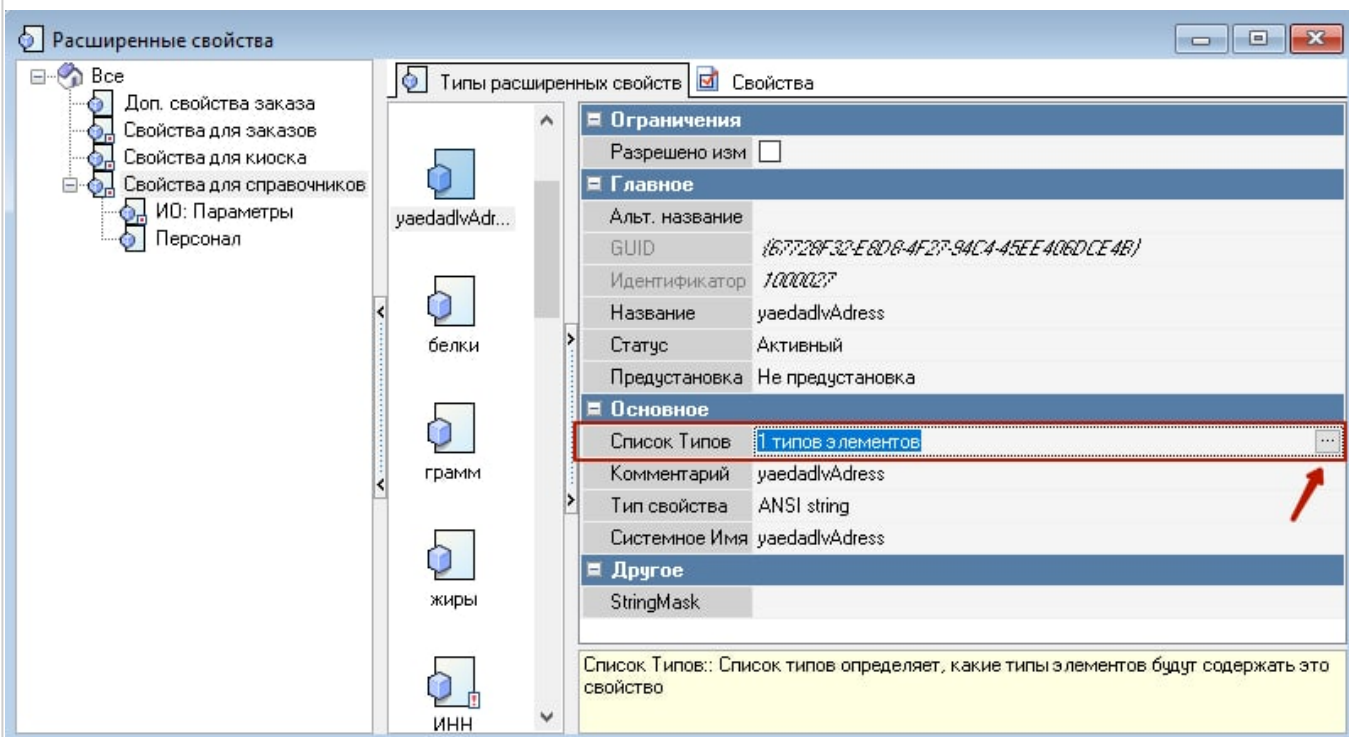 Расширенные свойства
Все
Доп. свойства заказа
Свойства для заказов
Свойства для киоска
Свойства для справочников
ИО: Параметры
Персонал
Типы расширенных свойств
Свойства
yaedadlvAdr...
белки
грамм
жиры
ИНН
Ограничения
Разрешено изм
Главное
Альт. название
GUID {67728F32-E8D8-4F27-94C4-45EE406DCE4B}
Идентификатор 1000027
Название yaedadlvAdress
Статус Активный
Предустановка Не предустановка
Основное
Список Типов 1 типов элементов ...
Комментарий yaedadlvAdress
Тип свойства ANSI string
Системное Имя yaedadlvAdress
Другое
StringMask
Список Типов:: Список типов определяет, какие типы элементов будут содержать это
свойство